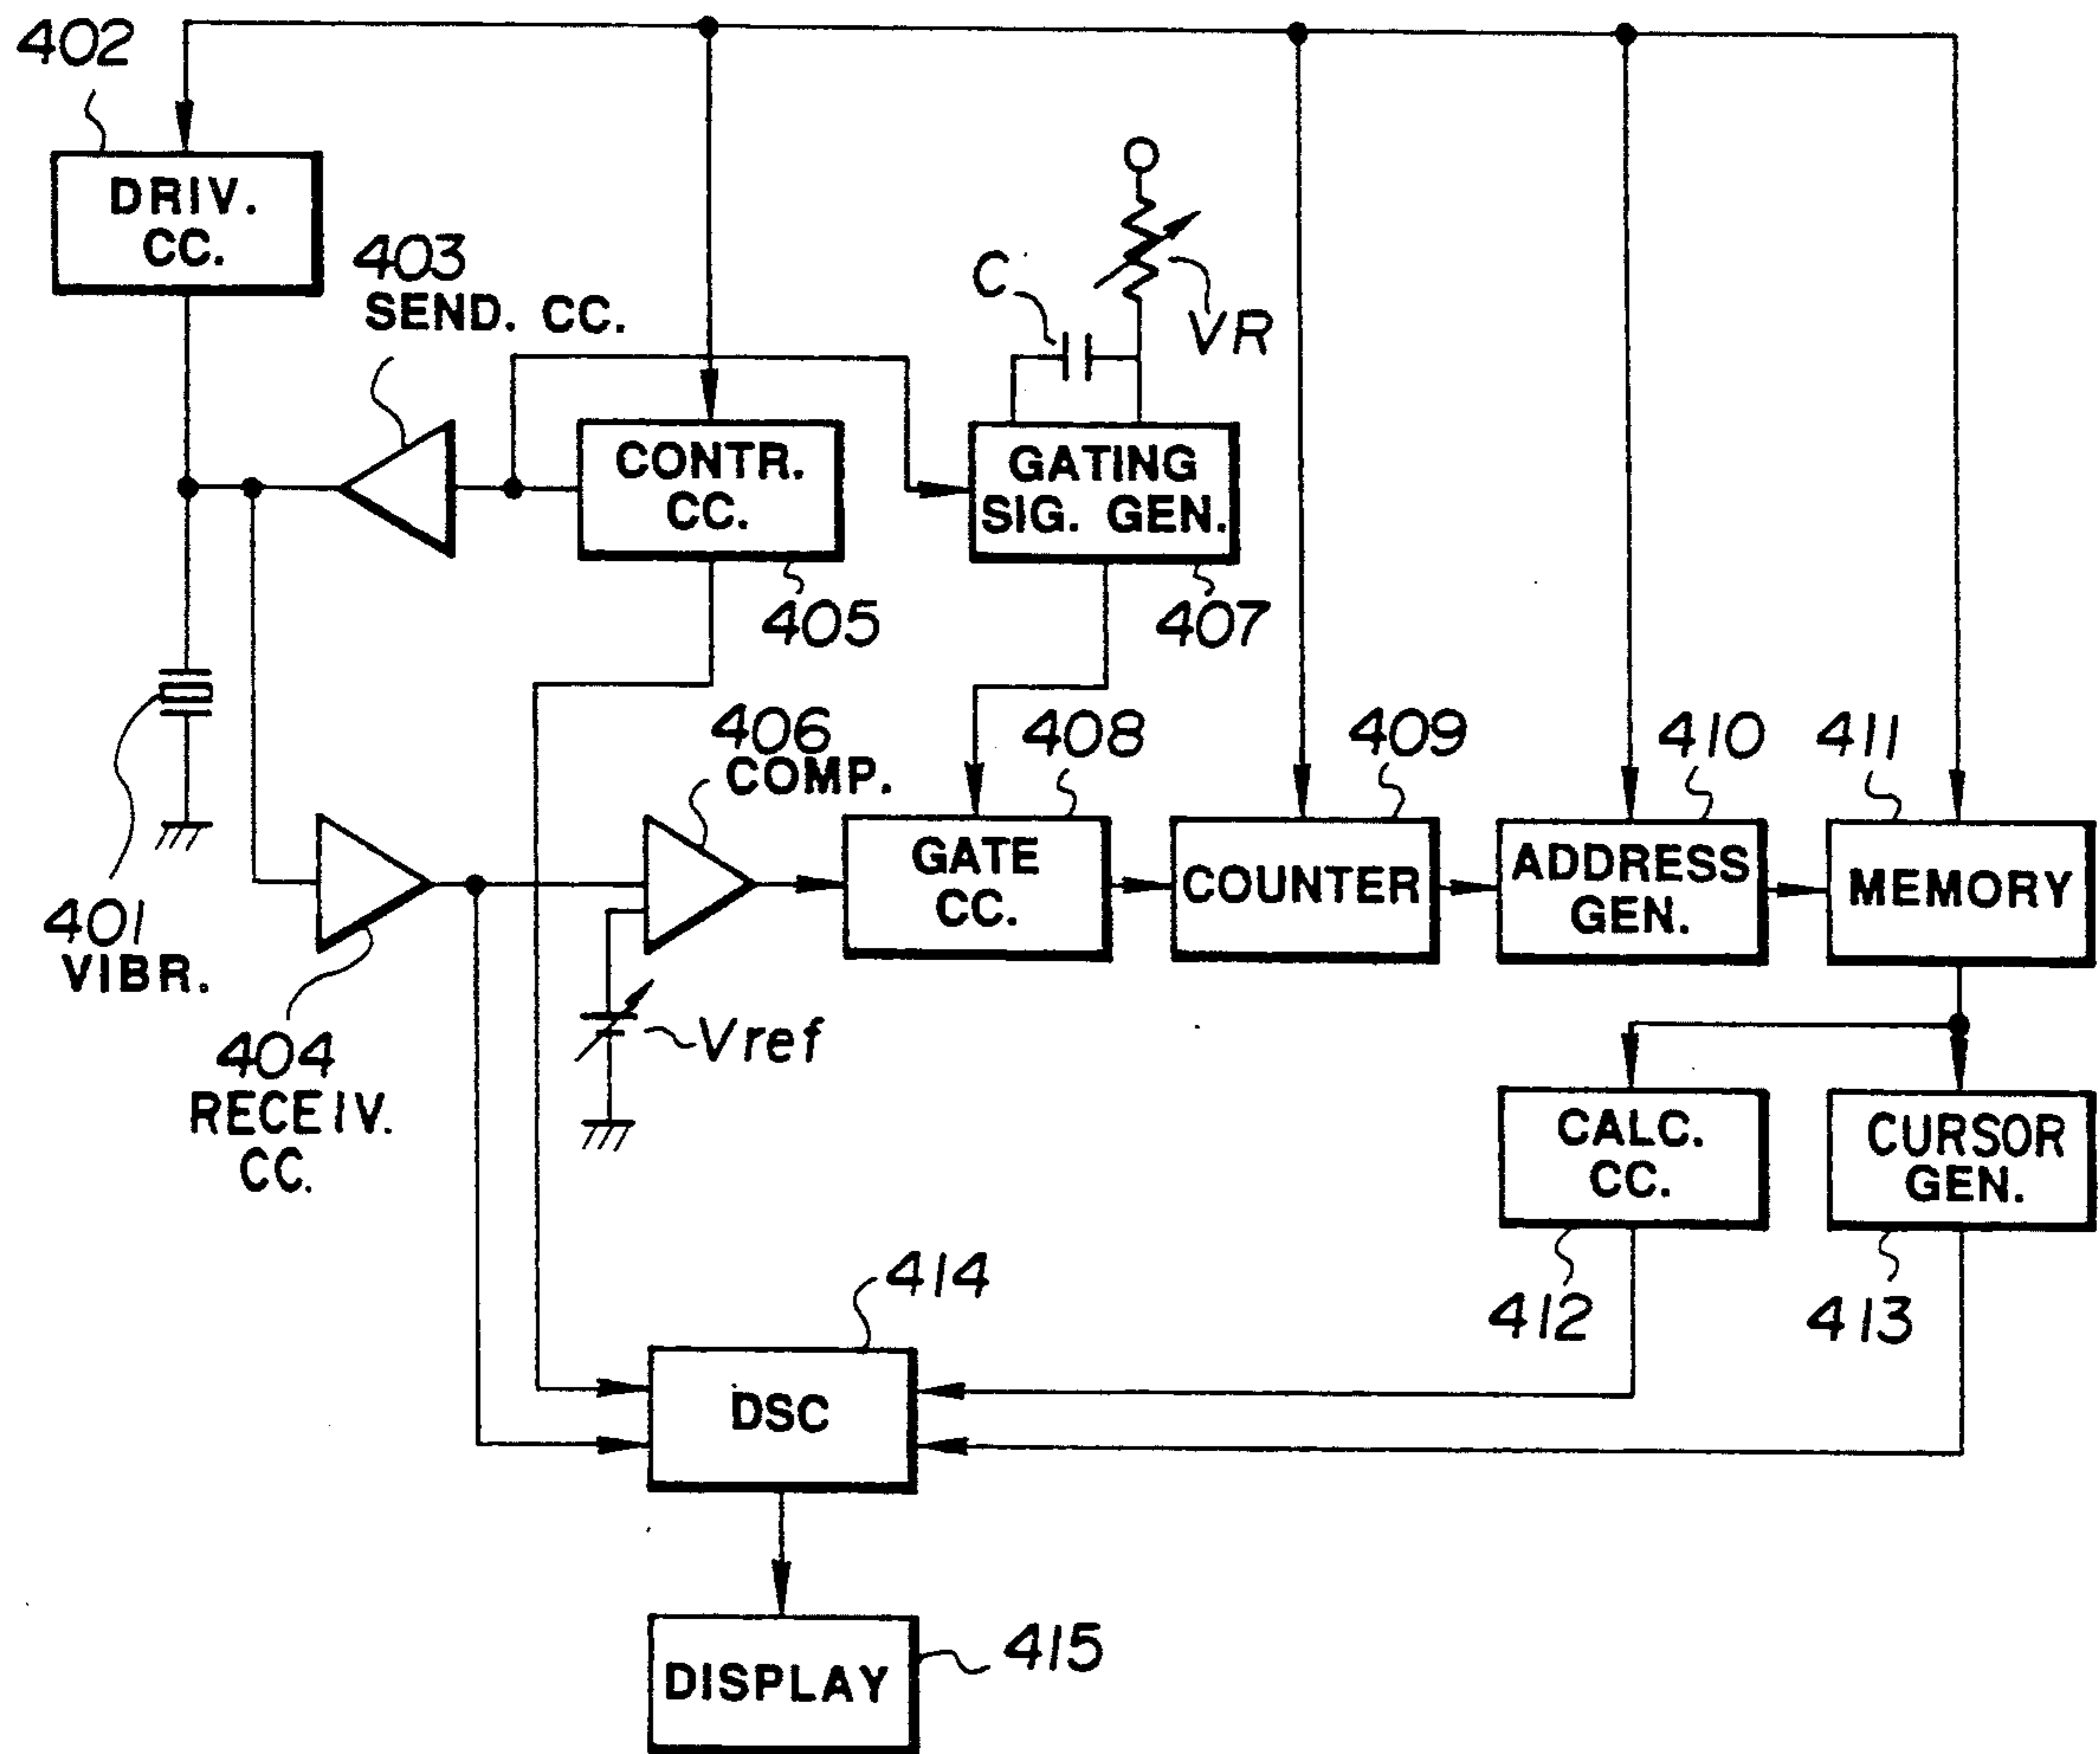 402
DRIV.
CC.
403
SEND. CC.
C
VR
CONTR.
CC.
GATING
SIG. GEN.
405
407
406
COMP.
408
409
410
411
GATE
CC.
COUNTER
ADDRESS
GEN.
MEMORY
401
VIBR.
404
RECEIV.
CC.
Vref
CALC.
CC.
CURSOR
GEN.
412
413
414
DSC
415
DISPLAY